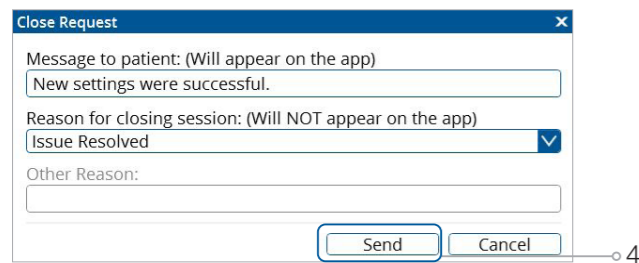 Close Request
Message to patient: (Will appear on the app)
New settings were successful.
Reason for closing session: (Will NOT appear on the app)
Issue Resolved
Other Reason:
Send Cancel
4